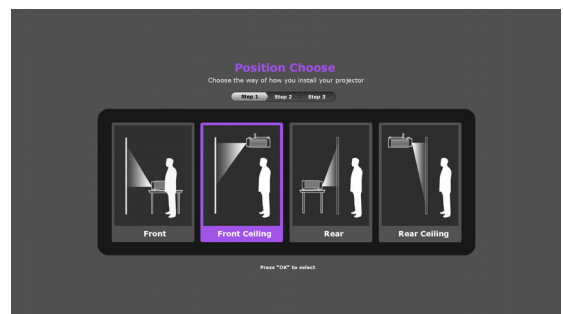 Position Choose
Choose the way of how you install your projector
Step 1 Step 2 Step 3
Front Front Ceiling Rear Rear Ceiling
Press "OK" to select